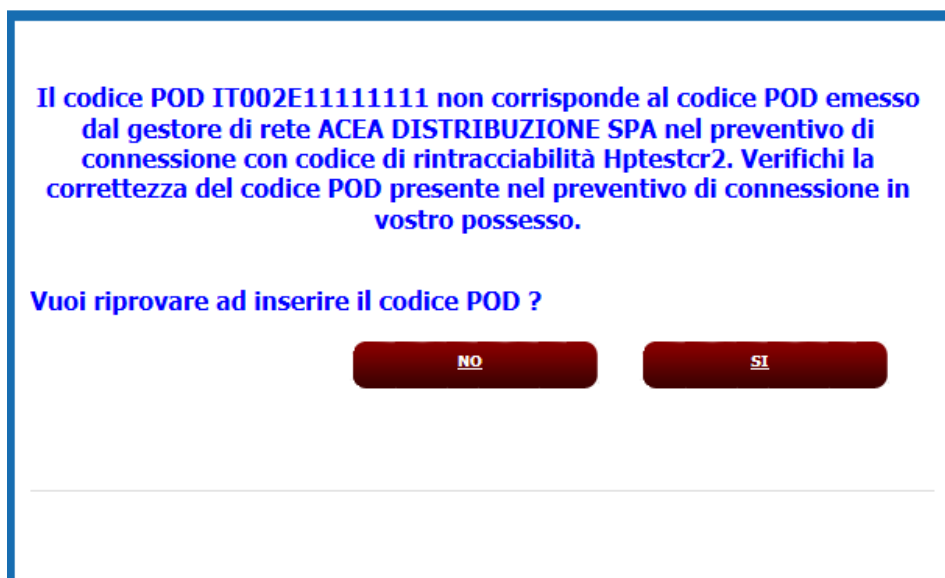 Il codice POD IT002E11111111 non corrisponde al codice POD emesso
dal gestore di rete ACEA DISTRIBUZIONE SPA nel preventivo di
connessione con codice di rintracciabilità Hptestcr2. Verifichi la
correttezza del codice POD presente nel preventivo di connessione in
vostro possesso.
Vuoi riprovare ad inserire il codice POD ?
NO SI